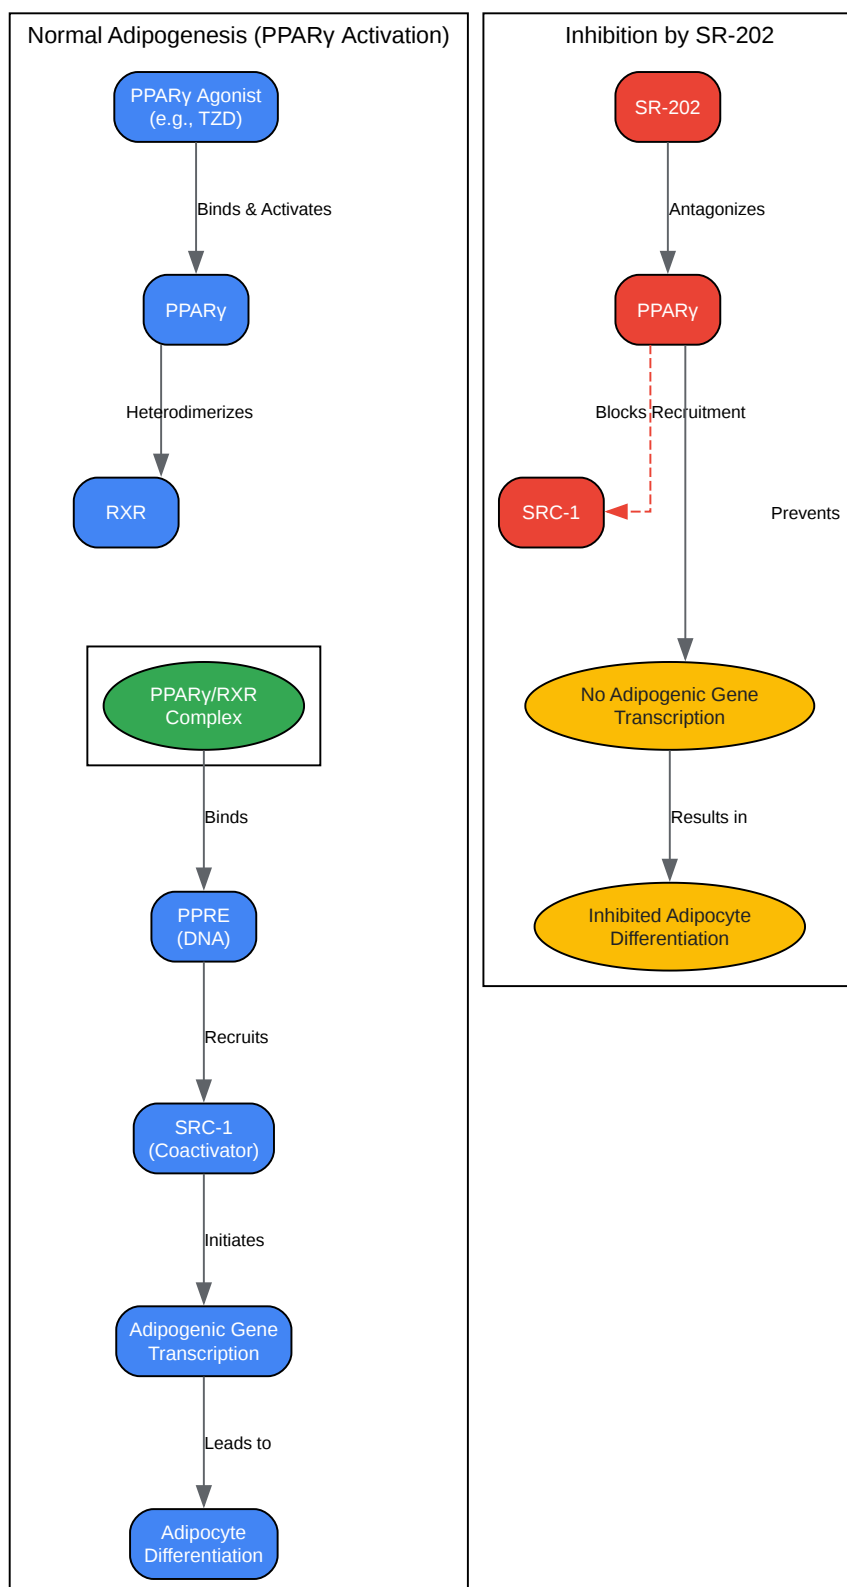 Normal Adipogenesis (PPARγ Activation)
PPARγ Agonist
(e.g., TZD)
Binds & Activates
PPARγ
Heterodimerizes
RXR
PPARγ/RXR
Complex
Binds
PPRE
(DNA)
Recruits
SRC-1
(Coactivator)
Initiates
Adipogenic Gene
Transcription
Leads to
Adipocyte
Differentiation
Inhibition by SR-202
SR-202
Antagonizes
PPARγ
Blocks Recruitment
SRC-1
Prevents
No Adipogenic Gene
Transcription
Results in
Inhibited Adipocyte
Differentiation